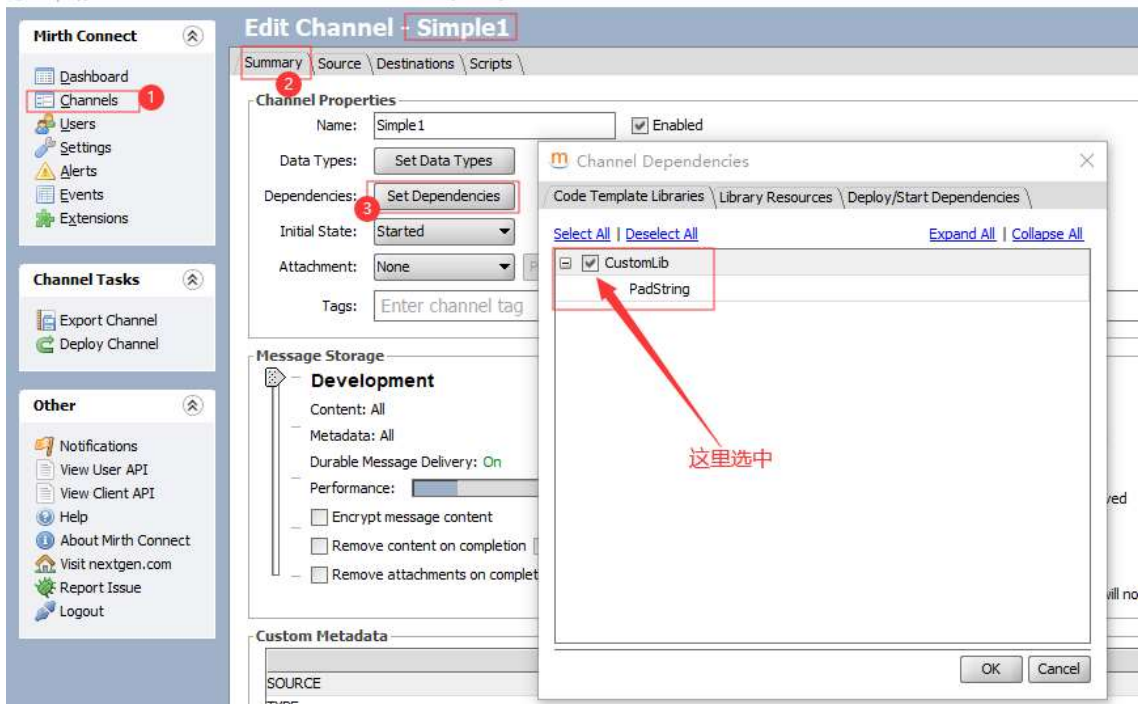 Mirth Connect
Dashboard
Channels
1
Users
Settings
Alerts
Events
Extensions
Channel Tasks
Export Channel
Deploy Channel
Other
Notifications
View User API
View Client API
Help
About Mirth Connect
Visit nextgen.com
Report Issue
Logout
Edit Channel - Simple1
Summary Source Destinations Scripts
2
Channel Properties
Name: Simple1 Enabled
Data Types: Set Data Types
Dependencies: Set Dependencies
3
Initial State: Started
Attachment: None
Tags: Enter channel tag
Message Storage
Development
Content: All
Metadata: All
Durable Message Delivery: On
Performance:
Encrypt message content
Remove content on completion
Remove attachments on complet
Custom Metadata
SOURCE
TYPE
Channel Dependencies
Code Template Libraries Library Resources Deploy/Start Dependencies
Select All | Deselect All Expand All | Collapse All
CustomLib
PadString
这里选中
OK Cancel
ved
will no